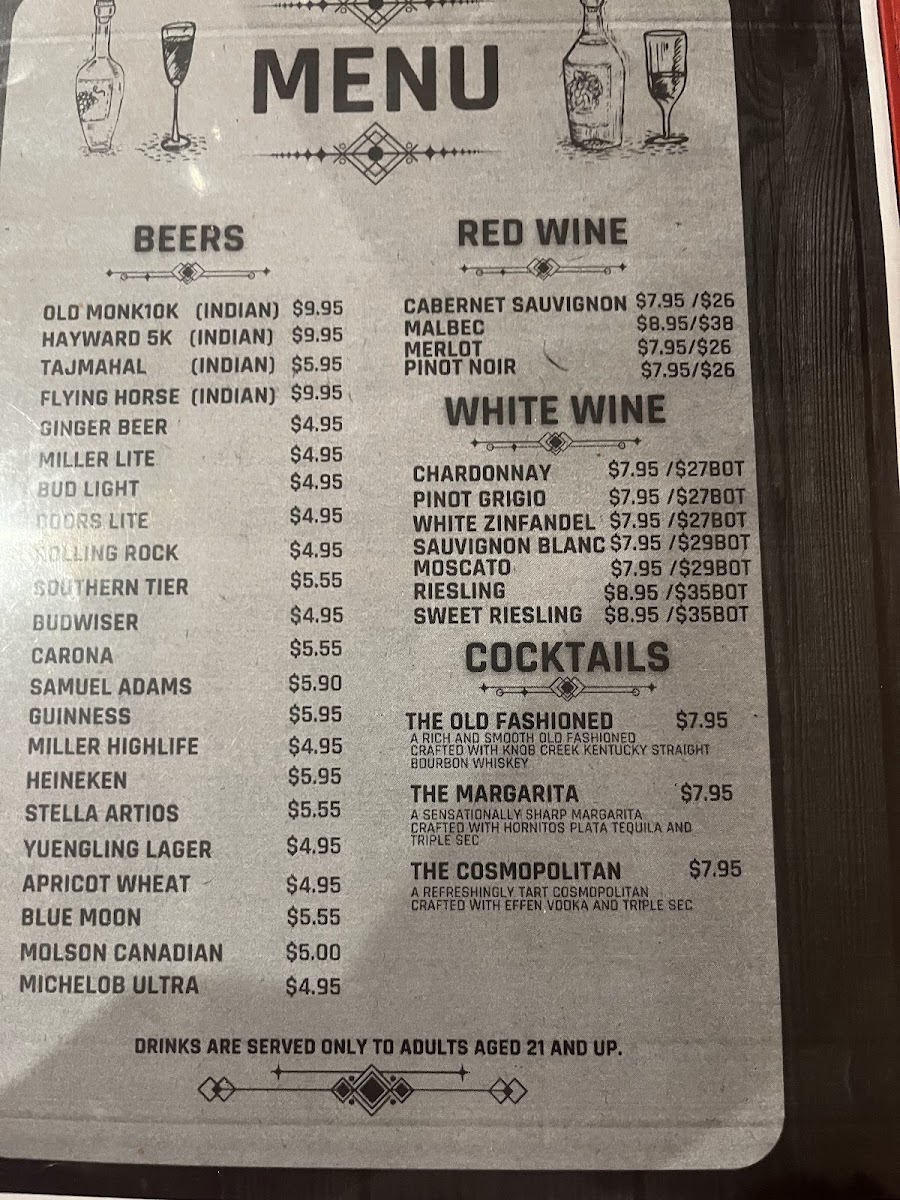 MENU
BEERS
OLD MONK10K (INDIAN) $9.95
HAYWARD 5K (INDIAN) $9.95
TAJMAHAL (INDIAN) $5.95
FLYING HORSE (INDIAN) $9.95
GINGER BEER $4.95
MILLER LITE $4.95
BUD LIGHT $4.95
COORS LITE $4.95
ROLLING ROCK $4.95
SOUTHERN TIER $5.55
BUDWISER $4.95
CARONA $5.55
SAMUEL ADAMS $5.90
GUINNESS $5.95
MILLER HIGHLIFE $4.95
HEINEKEN $5.95
STELLA ARTIOS $5.55
YUENGLING LAGER $4.95
APRICOT WHEAT $4.95
BLUE MOON $5.55
MOLSON CANADIAN $5.00
MICHELOB ULTRA $4.95
RED WINE
CABERNET SAUVIGNON $7.95 /$26
MALBEC $8.95/$38
MERLOT $7.95/$26
PINOT NOIR $7.95/$26
WHITE WINE
CHARDONNAY $7.95 /$27BOT
PINOT GRIGIO $7.95 /$27BOT
WHITE ZINFANDEL $7.95 /$27BOT
SAUVIGNON BLANC $7.95 /$29BOT
MOSCATO $7.95 /$29BOT
RIESLING $8.95 /$35BOT
SWEET RIESLING $8.95 /$35BOT
COCKTAILS
THE OLD FASHIONED $7.95
A RICH AND SMOOTH OLD FASHIONED
CRAFTED WITH KNOB CREEK KENTUCKY STRAIGHT
BOURBON WHISKEY
THE MARGARITA $7.95
A SENSATIONALLY SHARP MARGARITA
CRAFTED WITH HORNITOS PLATA TEQUILA AND
TRIPLE SEC
THE COSMOPOLITAN $7.95
A REFRESHINGLY TART COSMOPOLITAN
CRAFTED WITH EFFEN VODKA AND TRIPLE SEC
DRINKS ARE SERVED ONLY TO ADULTS AGED 21 AND UP.